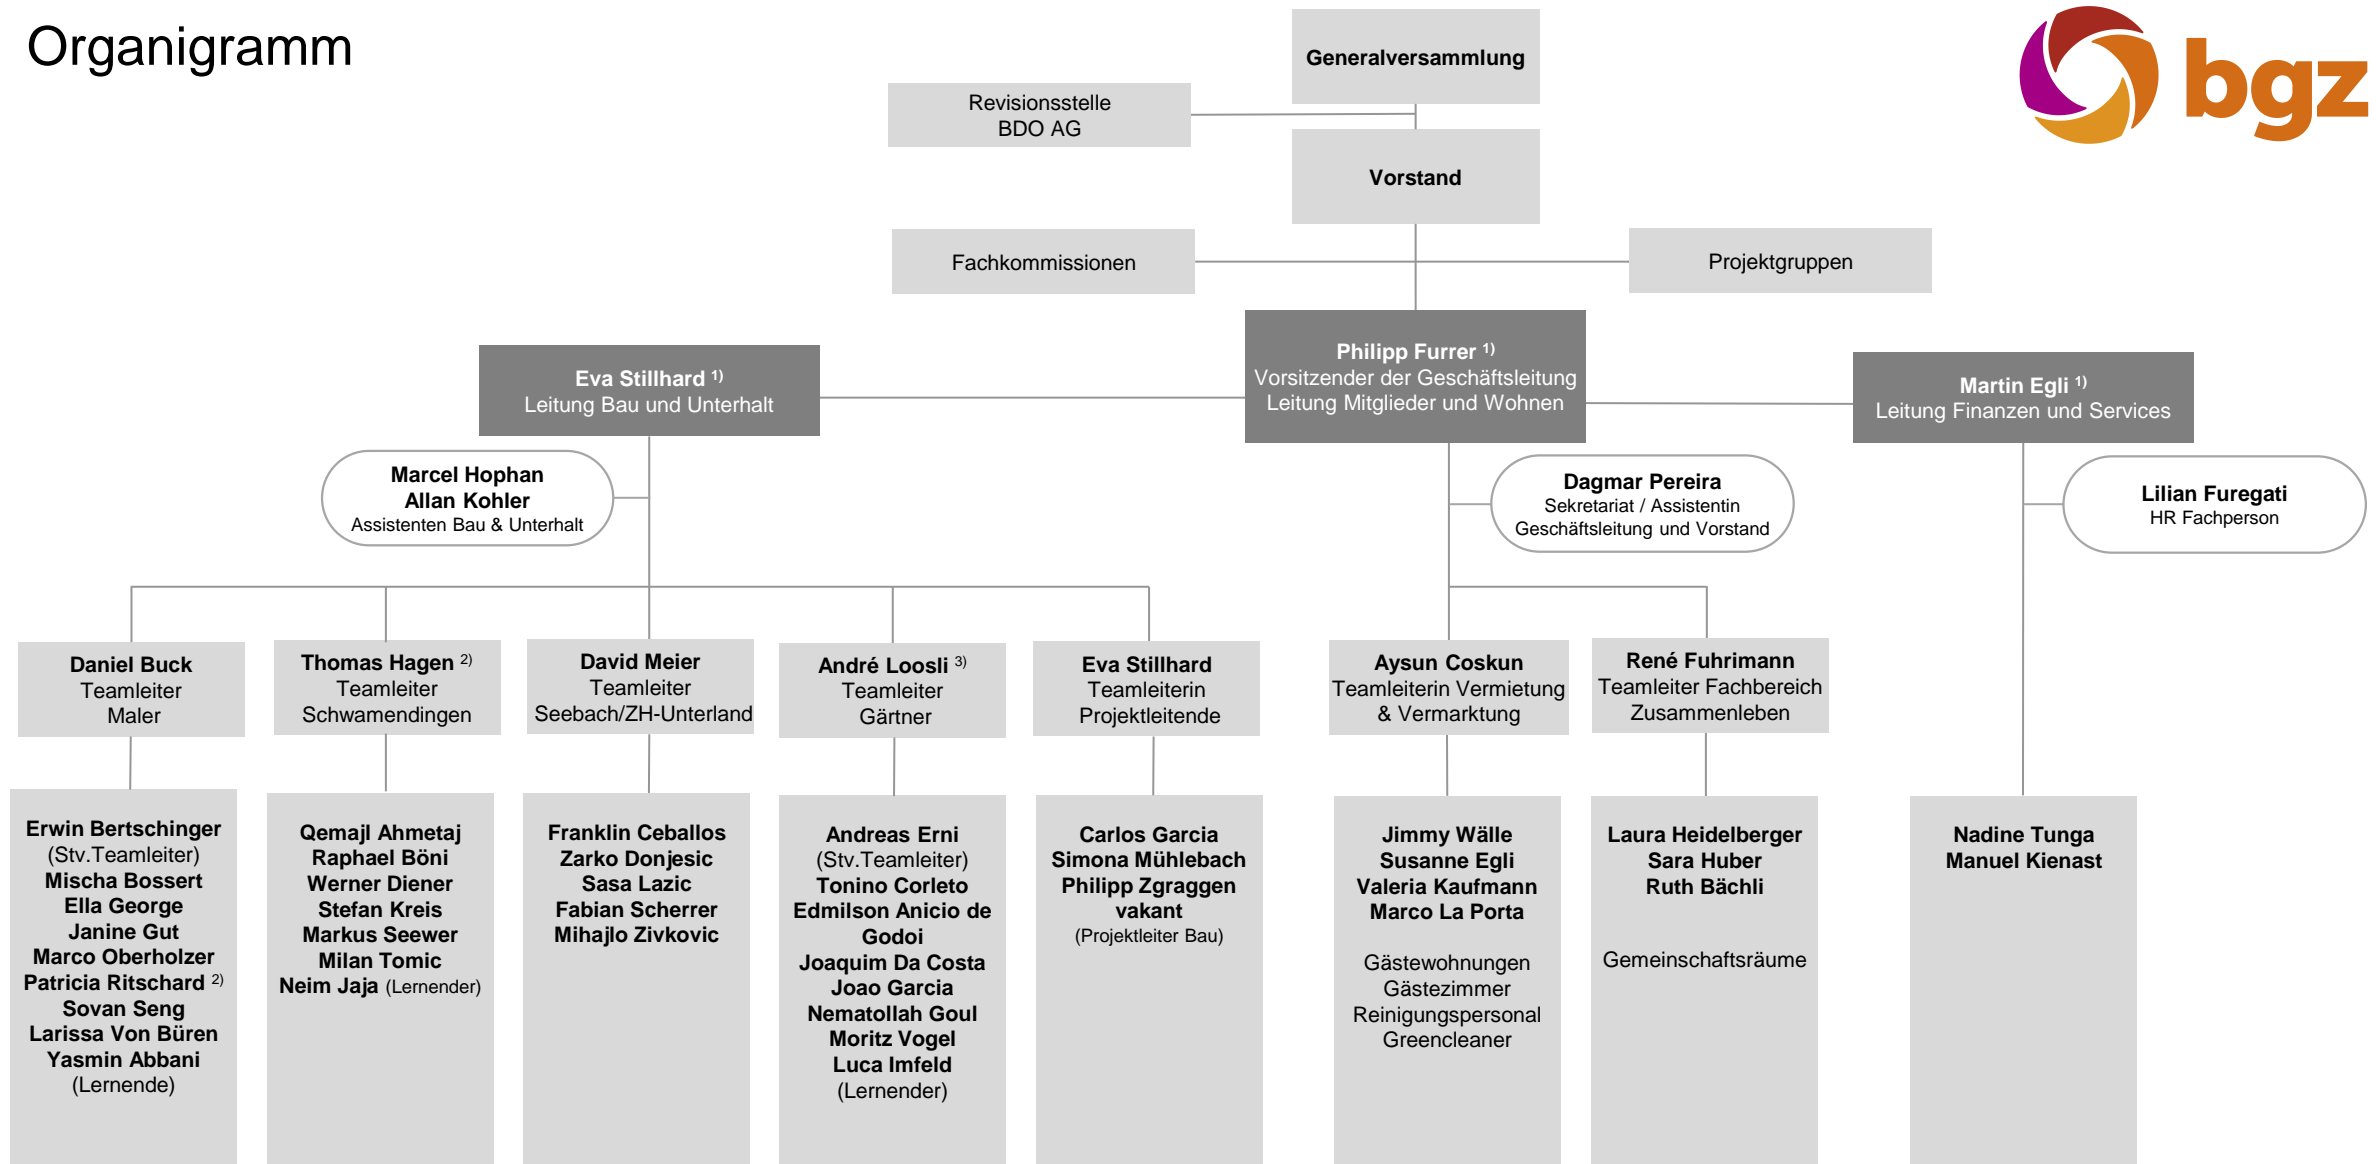 Organigramm
bgz
Generalversammlung
Revisionsstelle
BDO AG
Vorstand
Fachkommissionen
Projektgruppen
Eva Stillhard 1)
Leitung Bau und Unterhalt
Philipp Furrer 1)
Vorsitzender der Geschäftsleitung
Leitung Mitglieder und Wohnen
Martin Egli 1)
Leitung Finanzen und Services
Marcel Hophan
Allan Kohler
Assistenten Bau & Unterhalt
Dagmar Pereira
Sekretariat / Assistentin
Geschäftsleitung und Vorstand
Lilian Furegati
HR Fachperson
Daniel Buck
Teamleiter
Maler
Thomas Hagen 2)
Teamleiter
Schwamendingen
David Meier
Teamleiter
Seebach/ZH-Unterland
André Loosli 3)
Teamleiter
Gärtner
Eva Stillhard
Teamleiterin
Projektleitende
Aysun Coskun
Teamleiterin Vermietung
& Vermarktung
René Fuhrimann
Teamleiter Fachbereich
Zusammenleben
Erwin Bertschinger
(Stv.Teamleiter)
Mischa Bossert
Ella George
Janine Gut
Marco Oberholzer
Patricia Ritschard 2)
Sovan Seng
Larissa Von Büren
Yasmin Abbani
(Lernende)
Qemajl Ahmetaj
Raphael Böni
Werner Diener
Stefan Kreis
Markus Seewer
Milan Tomic
Neim Jaja (Lernender)
Franklin Ceballos
Zarko Donjesic
Sasa Lazic
Fabian Scherrer
Mihajlo Zivkovic
Andreas Erni
(Stv.Teamleiter)
Tonino Corleto
Edmilson Anicio de
Godoi
Joaquim Da Costa
Joao Garcia
Nematollah Goul
Moritz Vogel
Luca Imfeld
(Lernender)
Carlos Garcia
Simona Mühlebach
Philipp Zgraggen
vakant
(Projektleiter Bau)
Jimmy Wälle
Susanne Egli
Valeria Kaufmann
Marco La Porta
Gästewohnungen
Gästezimmer
Reinigungspersonal
Greencleaner
Laura Heidelberger
Sara Huber
Ruth Bächli
Gemeinschaftsräume
Nadine Tunga
Manuel Kienast